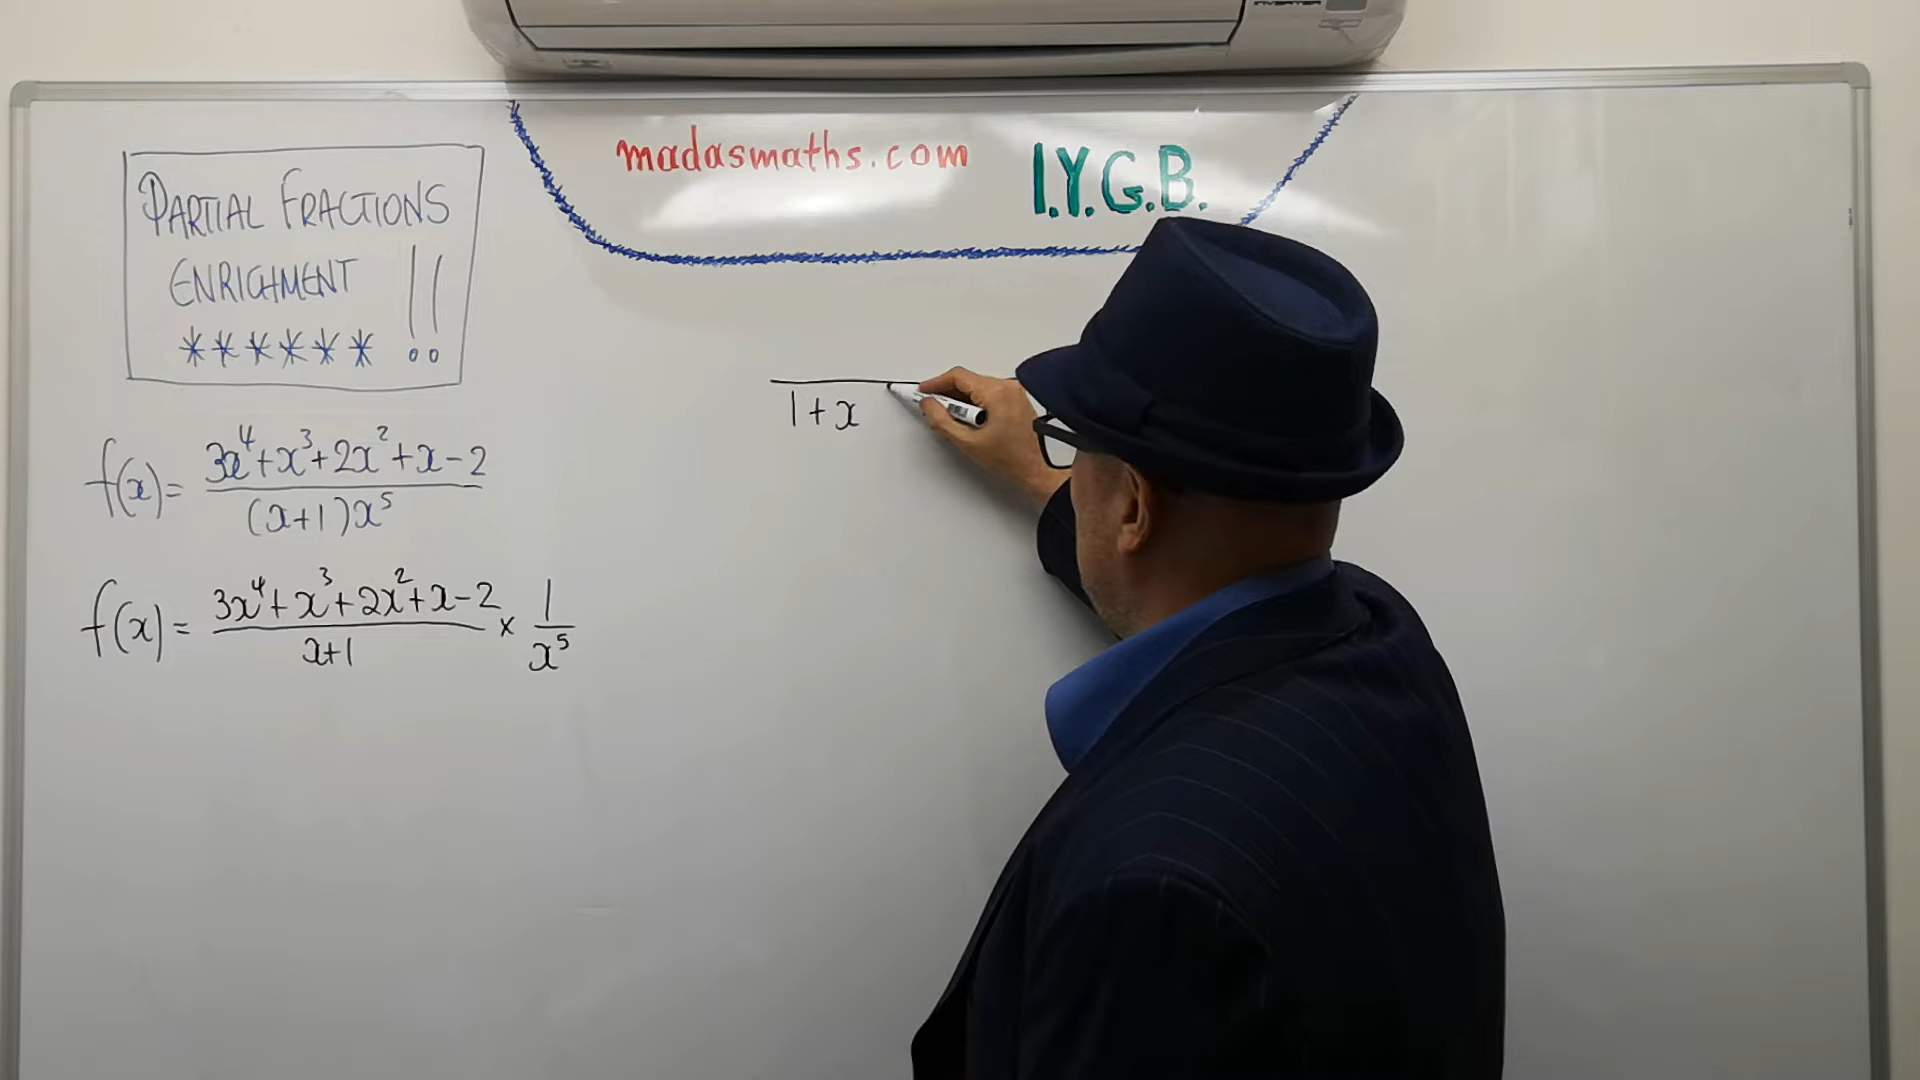 madasmaths.com I.Y.G.B.
PARTIAL FRACTIONS
ENRICHMENT !!
******
f(x) = 3x⁴+x³+2x²+x-2 / (x+1)x⁵
f(x) = 3x⁴+x³+2x²+x-2 / x+1 × 1 / x⁵
1+x